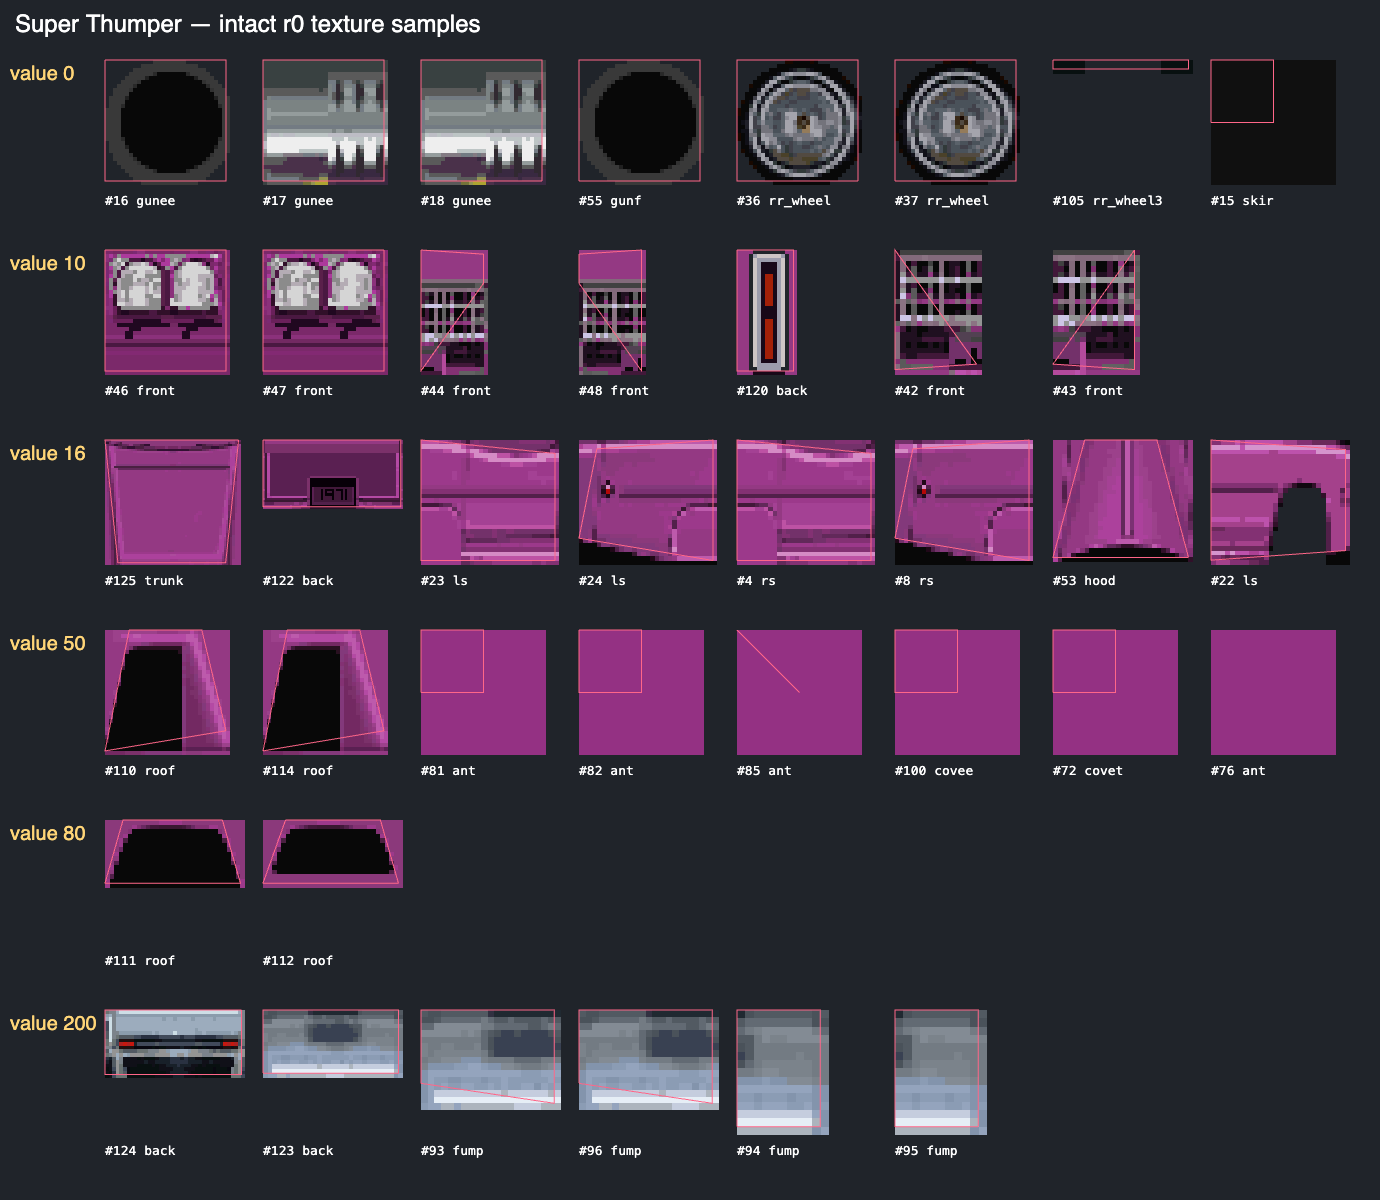 Super Thumper — intact r0 texture samples
value 0
#16 gunee
#17 gunee
#18 gunee
#55 gunf
#36 rr_wheel
#37 rr_wheel
#105 rr_wheel3
#15 skir
value 10
#46 front
#47 front
#44 front
#48 front
#120 back
#42 front
#43 front
value 16
1971
#125 trunk
#122 back
#23 ls
#24 ls
#4 rs
#8 rs
#53 hood
#22 ls
value 50
#110 roof
#114 roof
#81 ant
#82 ant
#85 ant
#100 covee
#72 covet
#76 ant
value 80
#111 roof
#112 roof
value 200
#124 back
#123 back
#93 fump
#96 fump
#94 fump
#95 fump